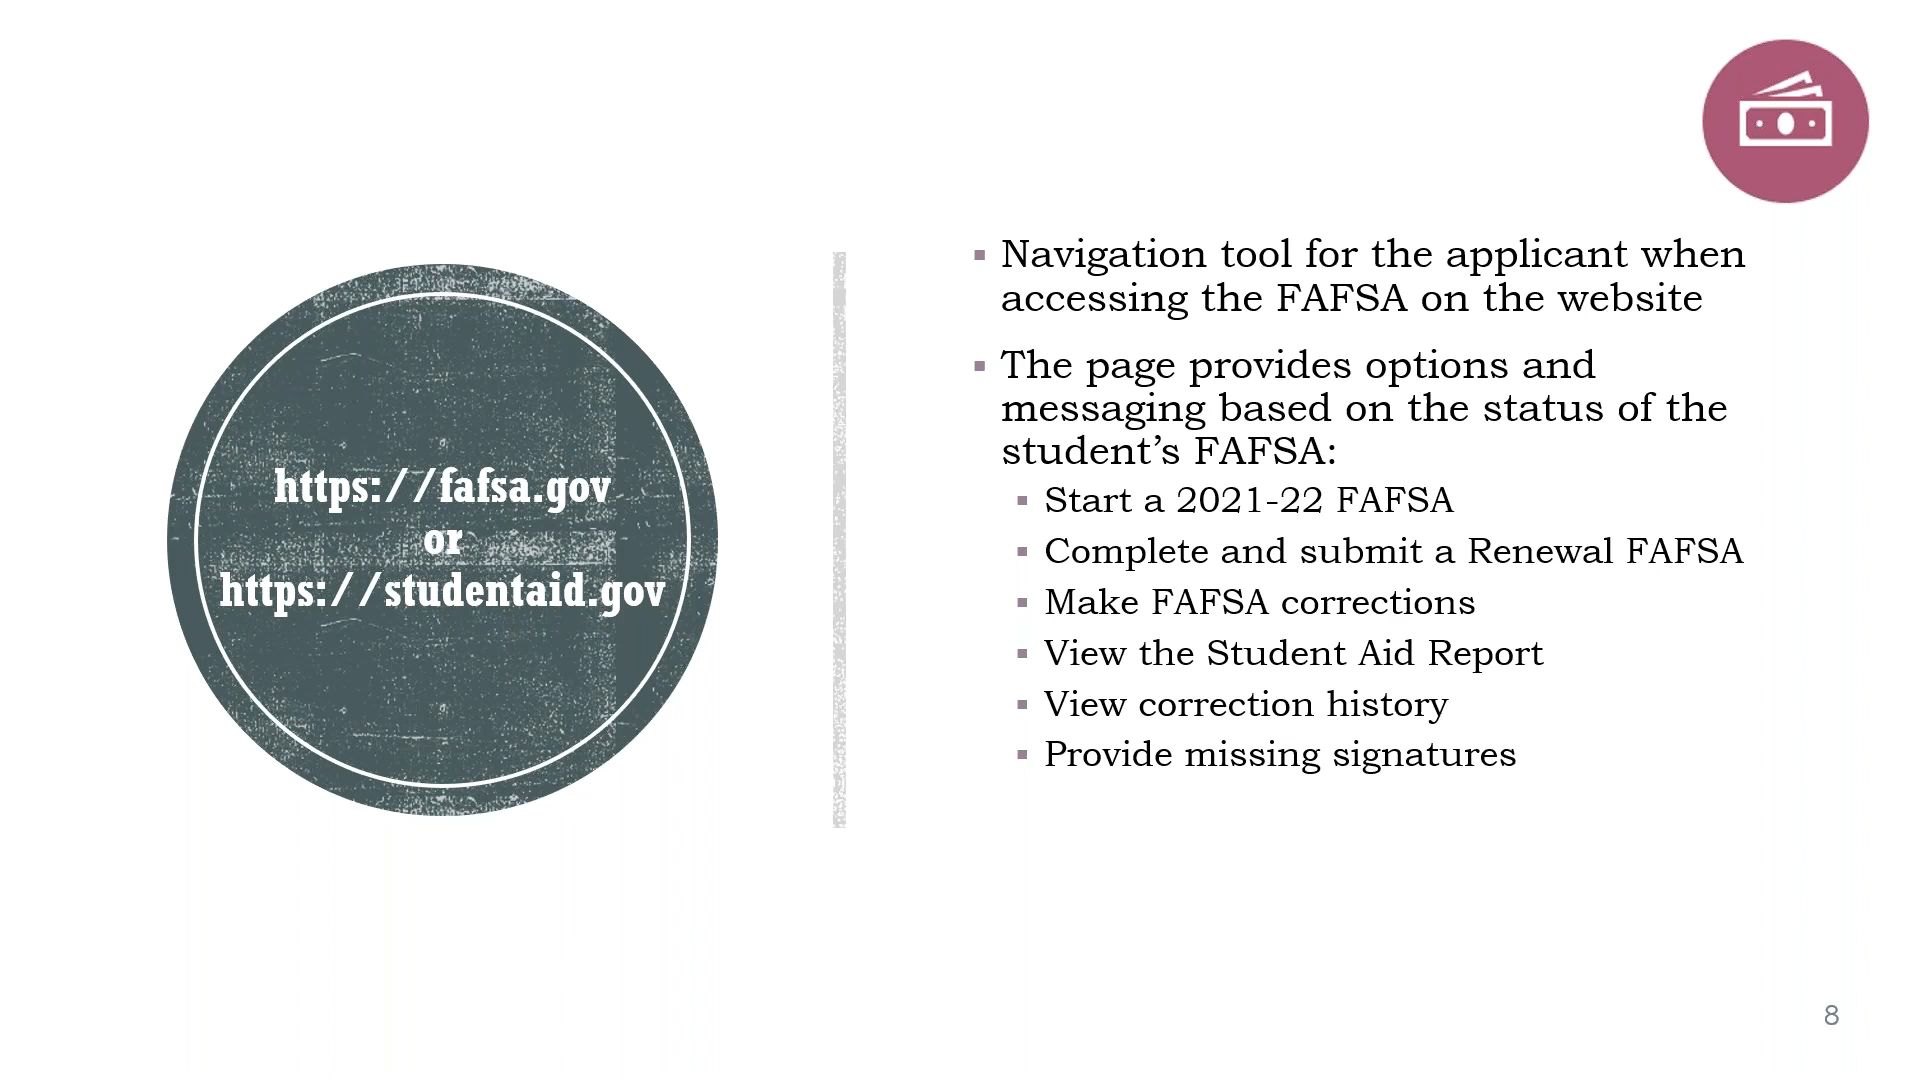 https://fafsa.gov
or
https://studentaid.gov
Navigation tool for the applicant when
accessing the FAFSA on the website
The page provides options and
messaging based on the status of the
student’s FAFSA:
Start a 2021-22 FAFSA
Complete and submit a Renewal FAFSA
Make FAFSA corrections
View the Student Aid Report
View correction history
Provide missing signatures
8